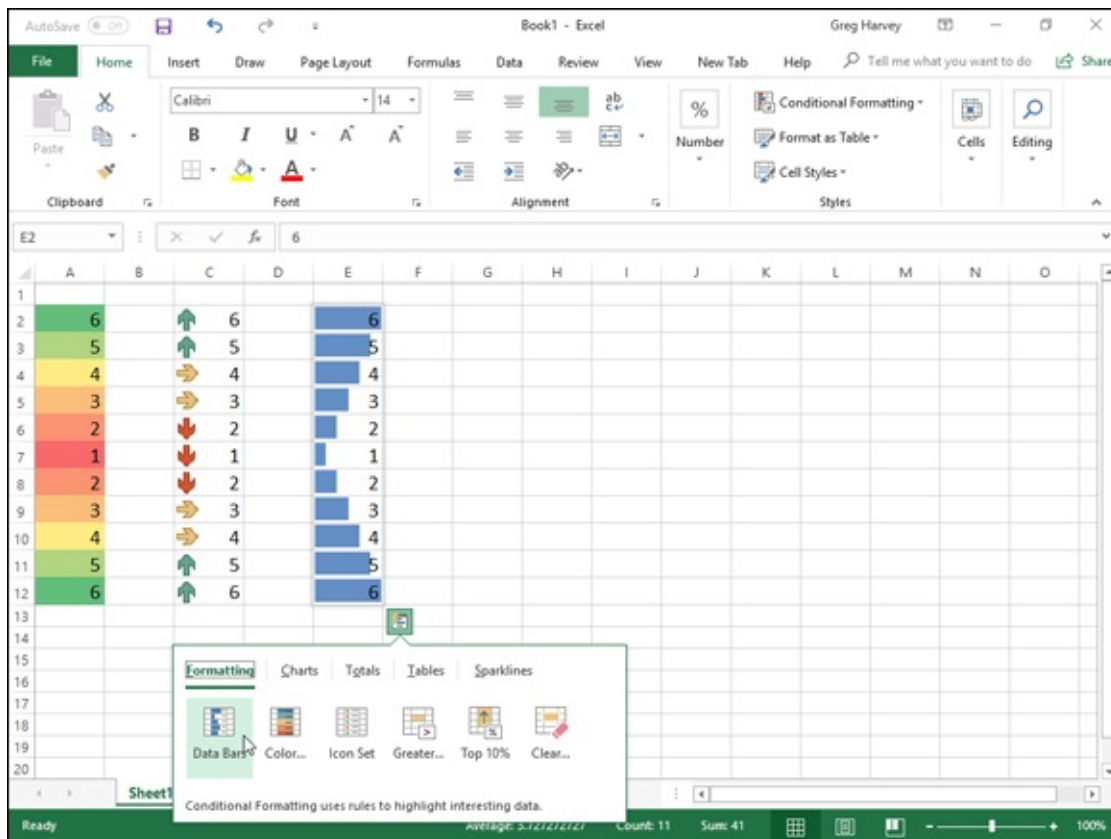 AutoSave Off Book1 - Excel Greg Harvey
File Home Insert Draw Page Layout Formulas Data Review View New Tab Help Tell me what you want to do Share
Paste
Calibri 14
B I U A A
A
ab
%
Number
Conditional Formatting
Format as Table
Cell Styles
Cells
Editing
Clipboard Font Alignment Styles
E2 fx 6
A B C D E F G H I J K L M N O
1
2 6 6 6
3 5 5 5
4 4 4 4
5 3 3 3
6 2 2 2
7 1 1 1
8 2 2 2
9 3 3 3
10 4 4 4
11 5 5 5
12 6 6 6
13
14
15
16
17
18
19
20
Formatting Charts Totals Tables Sparklines
Data Bars Color... Icon Set Greater... Top 10% Clear...
Conditional Formatting uses rules to highlight interesting data.
Sheet1
Ready Average: 3.727272727 Count: 11 Sum: 41 - + 100%